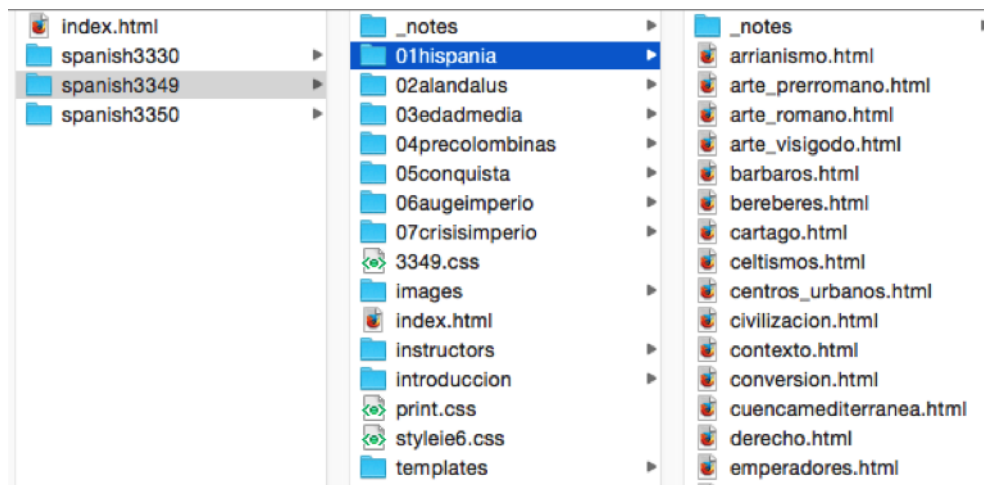 index.html
spanish3330
spanish3349
spanish3350
_notes
01hispania
02alandalus
03edadmedia
04precolombinas
05conquista
06augeimperio
07crisisimperio
3349.css
images
index.html
instructors
introduccion
print.css
styleie6.css
templates
_notes
arrianismo.html
arte_prerromano.html
arte_romano.html
arte_visigodo.html
barbaros.html
bereberes.html
cartago.html
celtismos.html
centros_urbanos.html
civilizacion.html
contexto.html
conversion.html
cuencamediterranea.html
derecho.html
emperadores.html